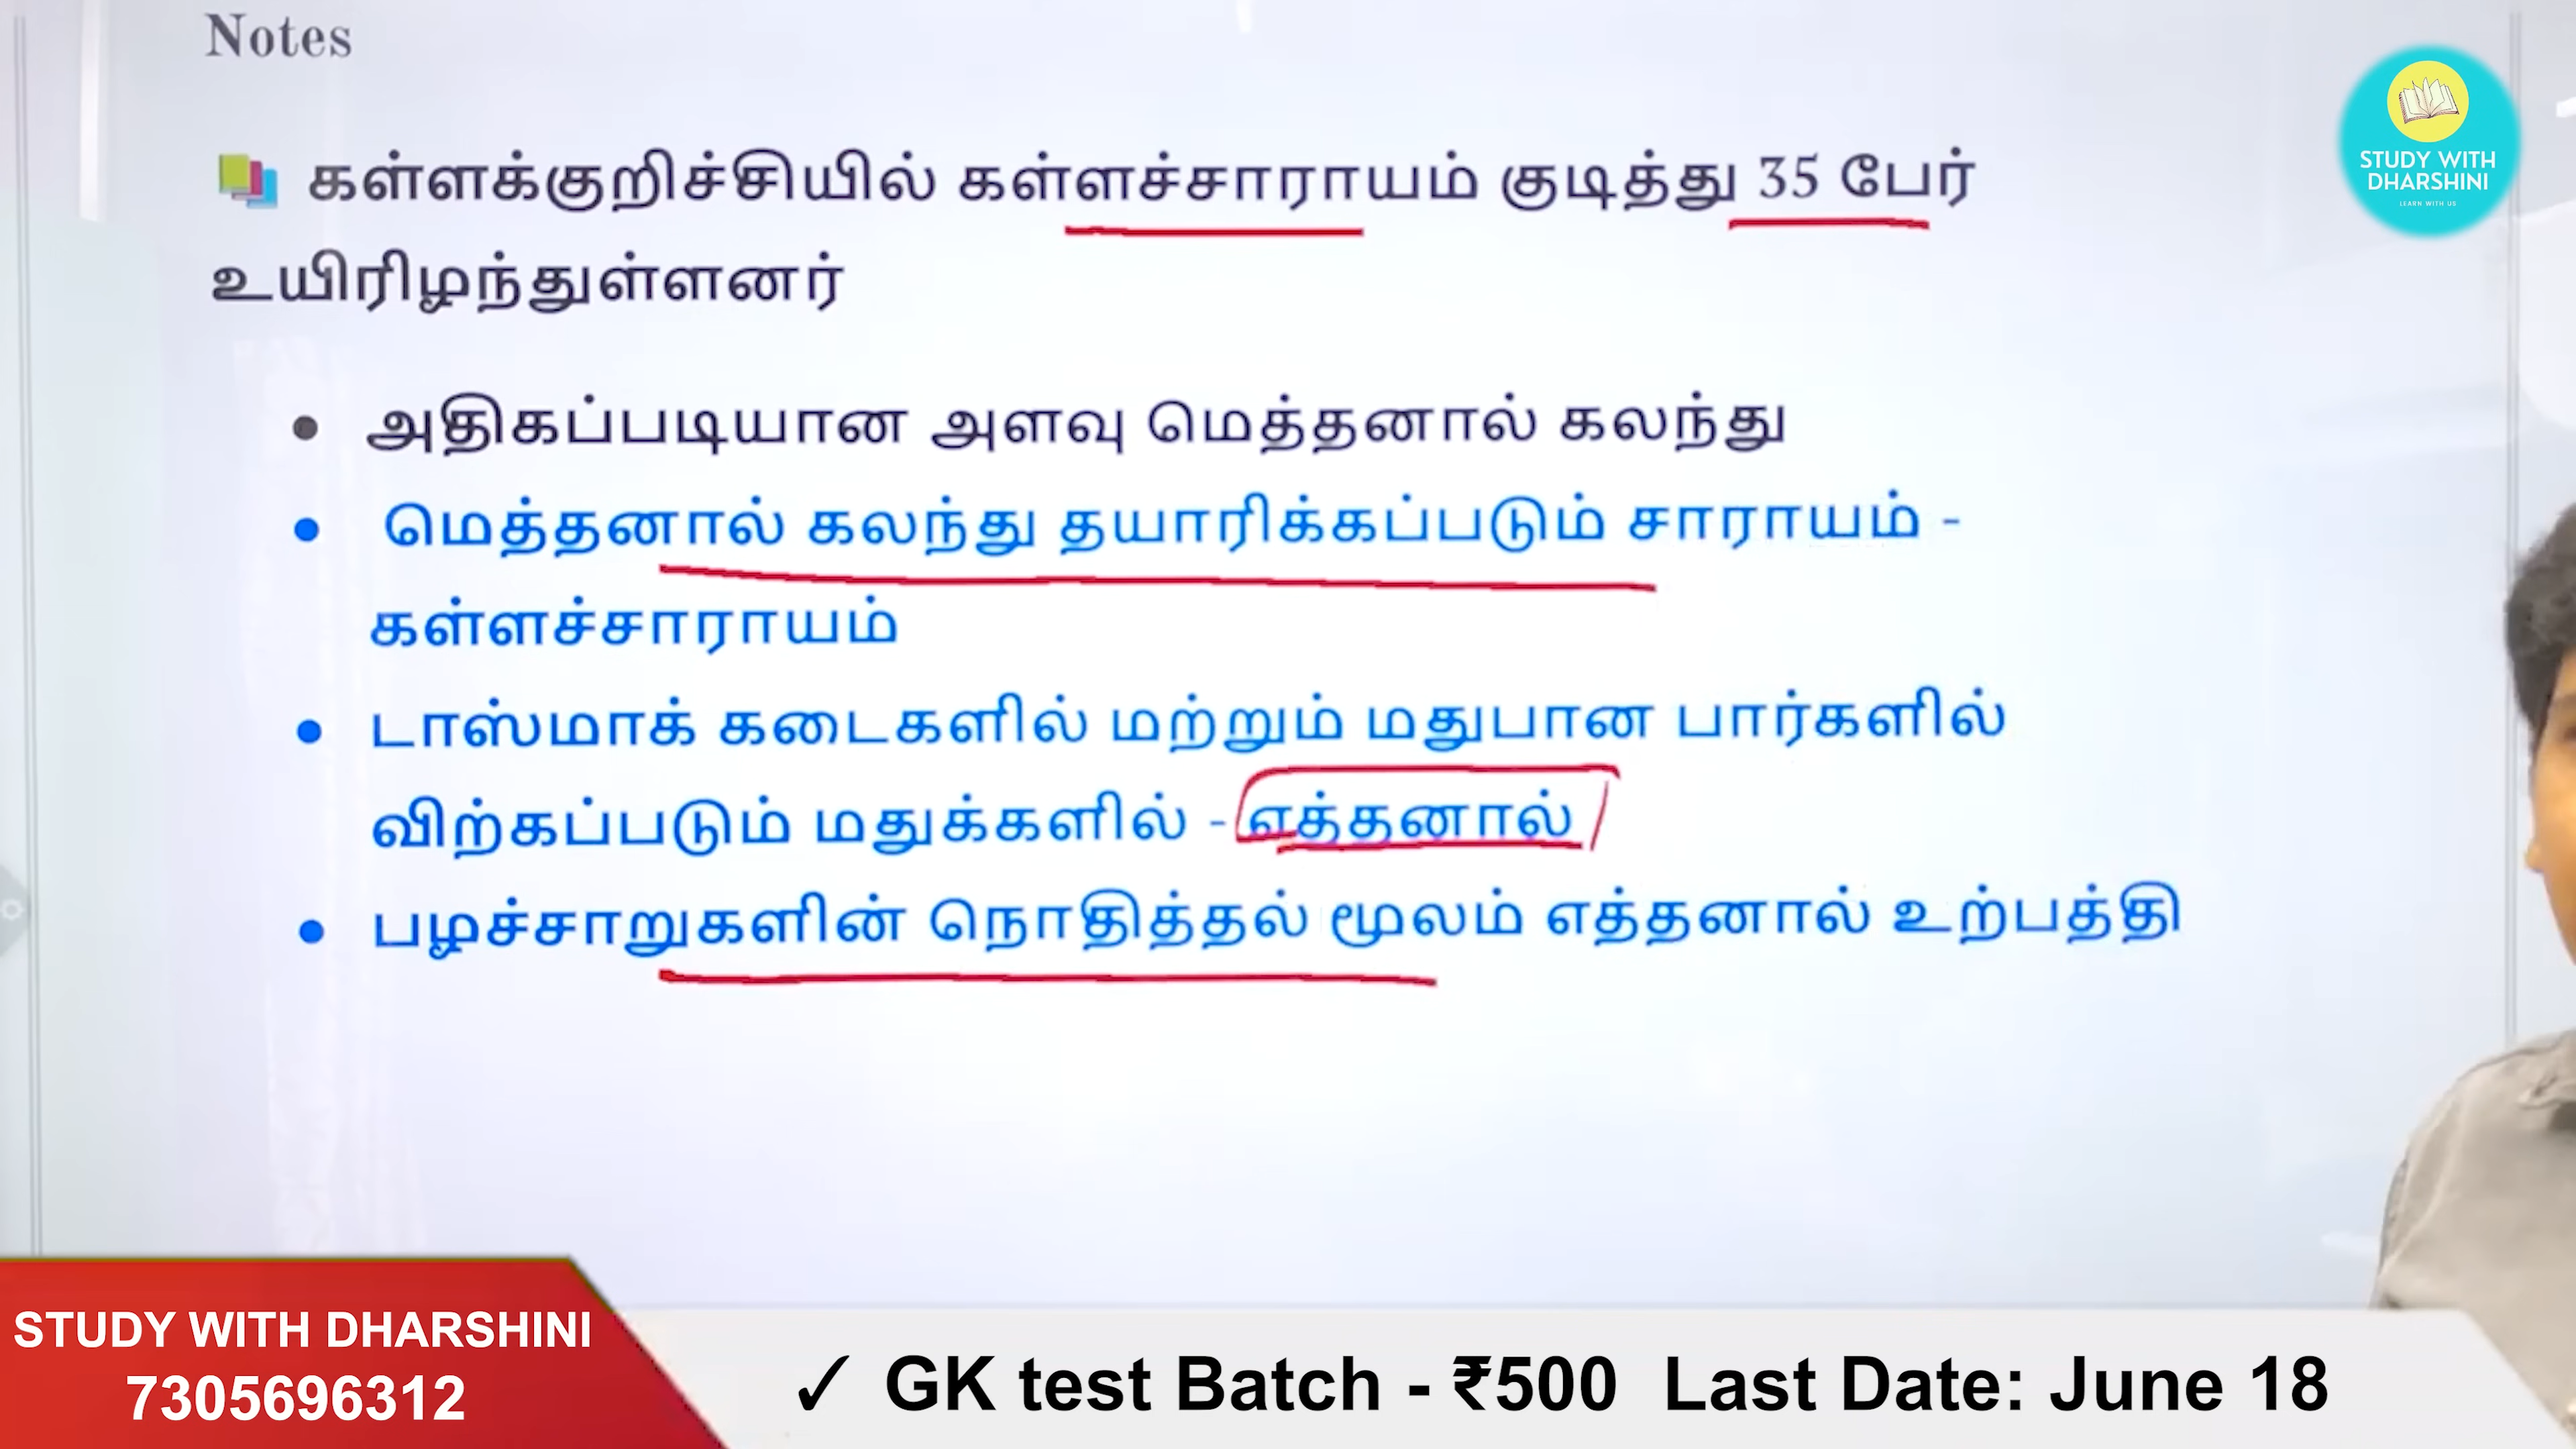 Notes
STUDY WITH
DHARSHINI
LEARN WITH US
கள்ளக்குறிச்சியில் கள்ளச்சாராயம் குடித்து 35 பேர்
உயிரிழந்துள்ளனர்
• அதிகப்படியான அளவு மெத்தனால் கலந்து
• மெத்தனால் கலந்து தயாரிக்கப்படும் சாராயம் -
கள்ளச்சாராயம்
• டாஸ்மாக் கடைகளில் மற்றும் மதுபான பார்களில்
விற்கப்படும் மதுக்களில் - எத்தனால்
• பழச்சாறுகளின் நொதித்தல் மூலம் எத்தனால் உற்பத்தி
STUDY WITH DHARSHINI
7305696312
✓ GK test Batch - ₹500 Last Date: June 18